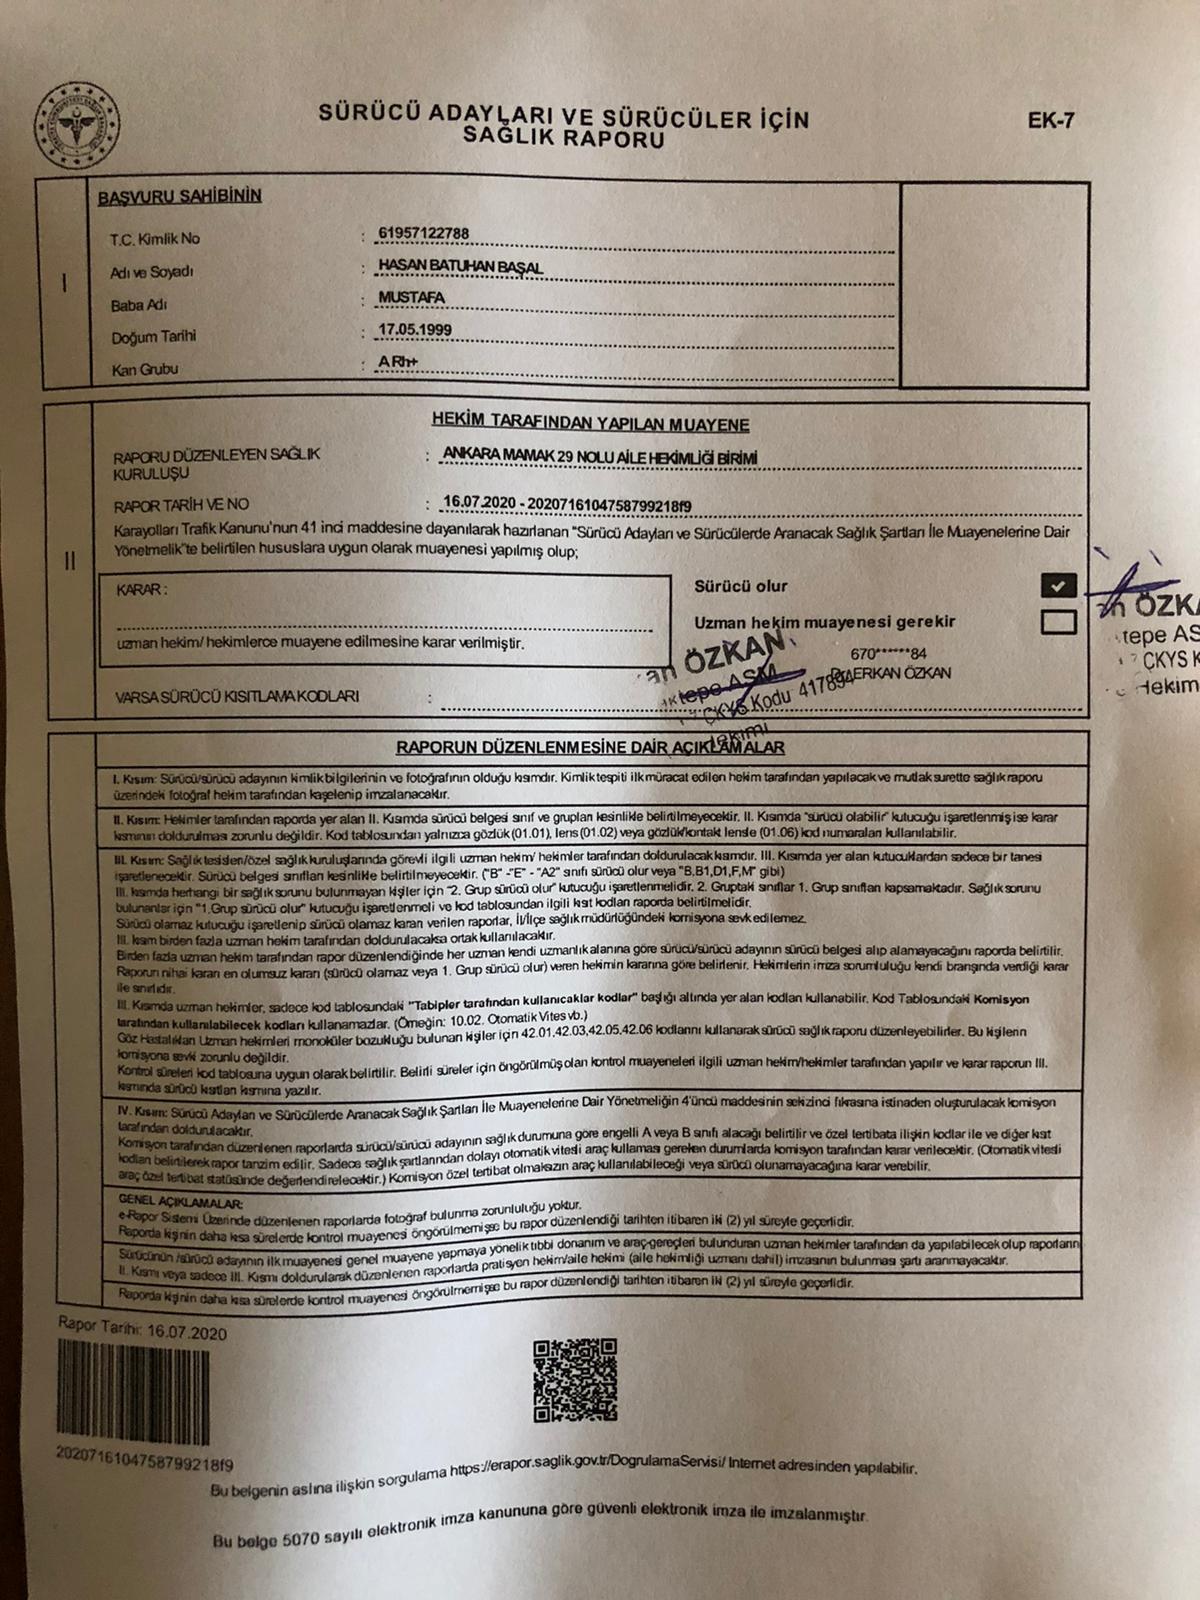 SÜRÜCÜ ADAYLARI VE SÜRÜCÜLER İÇİN
SAĞLIK RAPORU
EK-7
I
BAŞVURU SAHİBİNİN
T.C. Kimlik No : 61957122788
Adı ve Soyadı : HASAN BATUHAN BAŞAL
Baba Adı : MUSTAFA
Doğum Tarihi : 17.05.1999
Kan Grubu : A Rh+
II
HEKİM TARAFINDAN YAPILAN MUAYENE
RAPORU DÜZENLEYEN SAĞLIK
KURULUŞU : ANKARA MAMAK 29 NOLU AİLE HEKİMLİĞİ BİRİMİ
RAPOR TARİH VE NO : 16.07.2020 - 2020716104758799218f9
Karayolları Trafik Kanunu'nun 41 inci maddesine dayanılarak hazırlanan "Sürücü Adayları ve Sürücülerde Aranacak Sağlık Şartları İle Muayenelerine Dair
Yönetmelik"te belirtilen hususlara uygun olarak muayenesi yapılmış olup;
KARAR :
uzman hekim/ hekimlerce muayene edilmesine karar verilmiştir.
Sürücü olur
Uzman hekim muayenesi gerekir
670******84
Dr. ERKAN ÖZKAN
an ÖZKAN
ktepe ASM
ÇKYS Kodu: 417894
Hekimi
n ÖZKA
tepe AS
ÇKYS K
Hekim
VARSA SÜRÜCÜ KISITLAMA KODLARI :
RAPORUN DÜZENLENMESİNE DAİR AÇIKLAMALAR
I. Kısım: Sürücü/sürücü adayının kimlik bilgilerinin ve fotoğrafının olduğu kısımdır. Kimlik tespiti ilk müracat edilen hekim tarafından yapılacak ve mutlak surette sağlık raporu
üzerindeki fotoğraf hekim tarafından kaşelenip imzalanacaktır.
II. Kısım: Hekimler tarafından raporda yer alan II. Kısımda sürücü belgesi sınıf ve grupları kesinlikle belirtilmeyecektir. II. Kısımda "sürücü olabilir" kutucuğu işaretlenmiş ise karar
kısmının doldurulması zorunlu değildir. Kod tablosundan yalnızca gözlük (01.01), lens (01.02) veya gözlük/kontakt lensle (01.06) kod numaraları kullanılabilir.
III. Kısım: Sağlık tesisleri/özel sağlık kuruluşlarında görevli ilgili uzman hekim/ hekimler tarafından doldurulacak kısımdır. III. Kısımda yer alan kutucuklardan sadece bir tanesi
işaretlenecektir. Sürücü belgesi sınıfları kesinlikle belirtilmeyecektir. ("B" -"E" - "A2" sınıfı sürücü olur veya "B,B1,D1,F,M" gibi)
III. kısımda herhangi bir sağlık sorunu bulunmayan kişiler için "2. Grup sürücü olur" kutucuğu işaretlenmelidir. 2. Gruptaki sınıflar 1. Grup sınıfları kapsamaktadır. Sağlık sorunu
bulunanlar için "1.Grup sürücü olur" kutucuğu işaretlenmeli ve kod tablosundan ilgili kısıt kodları raporda belirtilmelidir.
Sürücü olamaz kutucuğu işaretlenip sürücü olamaz kararı verilen raporlar, İl/İlçe sağlık müdürlüğündeki komisyona sevk edilemez.
III. kısım birden fazla uzman hekim tarafından doldurulacaksa ortak kullanılacaktır.
Birden fazla uzman hekim tarafından rapor düzenlendiğinde her uzman kendi uzmanlık alanına göre sürücü/sürücü adayının sürücü belgesi alıp alamayacağını raporda belirtilir.
Raporun nihai kararı en olumsuz kararı (sürücü olamaz veya 1. Grup sürücü olur) veren hekimin kararına göre belirlenir. Hekimlerin imza sorumluluğu kendi branşında verdiği karar
ile sınırlıdır.
III. Kısımda uzman hekimler, sadece kod tablosundaki "Tabipler tarafından kullanıcaklar kodlar" başlığı altında yer alan kodları kullanabilir. Kod Tablosundaki Komisyon
tarafından kullanılabilecek kodları kullanamazlar. (Örneğin: 10.02. Otomatik Vites vb.)
Göz Hastalıkları Uzman hekimleri monoküler bozukluğu bulunan kişiler için 42.01,42.03,42.05,42.06 kodlarını kullanarak sürücü sağlık raporu düzenleyebilirler. Bu kişilerin
komisyona sevki zorunlu değildir.
Kontrol süreleri kod tablosuna uygun olarak belirtilir. Belirli süreler için öngörülmüş olan kontrol muayeneleri ilgili uzman hekim/hekimler tarafından yapılır ve karar raporun III.
kısmında sürücü kısıtları kısmına yazılır.
IV. Kısım: Sürücü Adayları ve Sürücülerde Aranacak Sağlık Şartları İle Muayenelerine Dair Yönetmeliğin 4'üncü maddesinin sekizinci fıkrasına istinaden oluşturulacak komisyon
tarafından doldurulacaktır.
Komisyon tarafından düzenlenen raporlarda sürücü/sürücü adayının sağlık durumuna göre engelli A veya B sınıfı alacağı belirtilir ve özel tertibata ilişkin kodlar ile ve diğer kısıt
kodları belirtilerek rapor tanzim edilir. Sadece sağlık şartlarından dolayı otomatik vitesli araç kullaması gereken durumlarda komisyon tarafından karar verilecektir. (Otomatik vitesli
araç özel tertibat statüsünde değerlendirelecektir.) Komisyon özel tertibat olmaksızın araç kullanılabileceği veya sürücü olunamayacağına karar verebilir.
GENEL AÇIKLAMALAR:
e-Rapor Sistemi Üzerinde düzenlenen raporlarda fotoğraf bulunma zorunluluğu yoktur.
Raporda kişinin daha kısa sürelerde kontrol muayenesi öngörülmemişse bu rapor düzenlendiği tarihten itibaren iki (2) yıl süreyle geçerlidir.
Sürücünün /sürücü adayının ilk muayenesi genel muayene yapmaya yönelik tıbbi donanım ve araç-gereçleri bulunduran uzman hekimler tarafından da yapılabilecek olup raporların
II. Kısmı veya sadece III. Kısmı doldurularak düzenlenen raporlarda pratisyen hekim/aile hekimi (aile hekimliği uzmanı dahil) imzasının bulunması şartı aranmayacaktır.
Raporda kişinin daha kısa sürelerde kontrol muayenesi öngörülmemişse bu rapor düzenlendiği tarihten itibaren iki (2) yıl süreyle geçerlidir.
Rapor Tarihi: 16.07.2020
2020716104758799218f9
Bu belgenin aslına ilişkin sorgulama https://erapor.saglik.gov.tr/DogrulamaServisi/ Internet adresinden yapılabilir.
Bu belge 5070 sayılı elektronik imza kanununa göre güvenli elektronik imza ile imzalanmıştır.